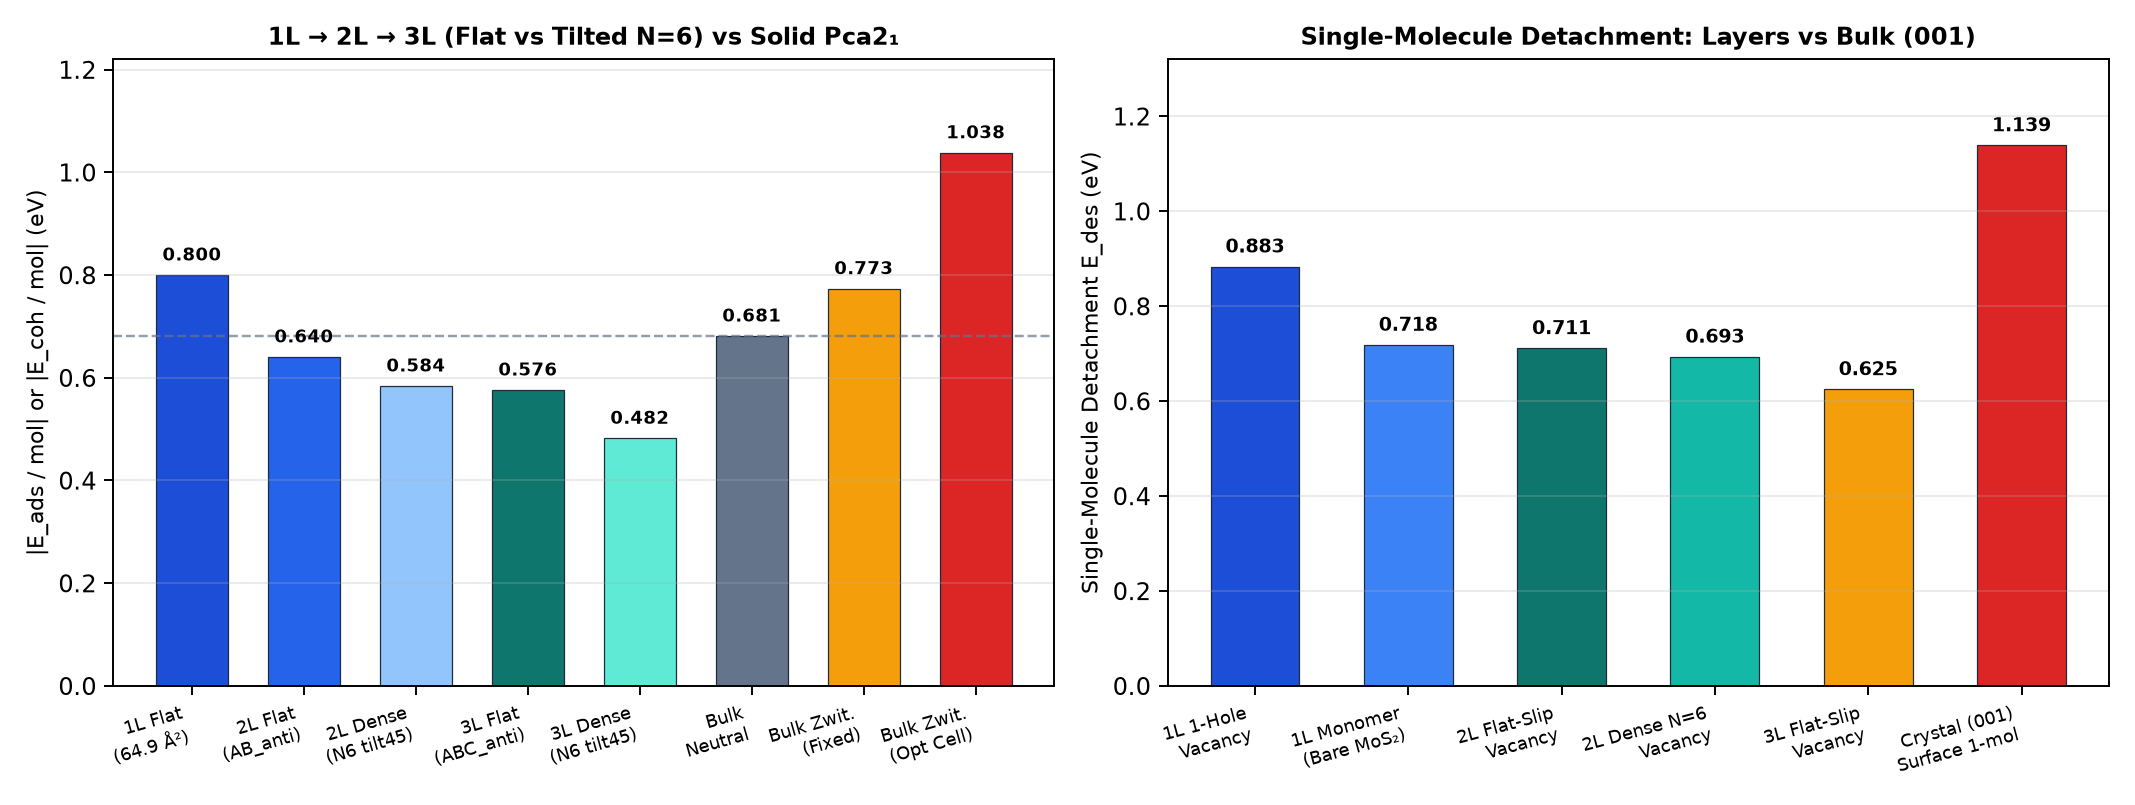 1L → 2L → 3L (Flat vs Tilted N=6) vs Solid Pca2₁
|E_ads / mol| or |E_coh / mol| (eV)
1.2
1.0
0.8
0.6
0.4
0.2
0.0
0.800
0.640
0.584
0.576
0.482
0.681
0.773
1.038
1L Flat
(64.9 Å²)
2L Flat
(AB_anti)
2L Dense
(N6 tilt45)
3L Flat
(ABC_anti)
3L Dense
(N6 tilt45)
Bulk
Neutral
Bulk Zwit.
(Fixed)
Bulk Zwit.
(Opt Cell)
Single-Molecule Detachment: Layers vs Bulk (001)
Single-Molecule Detachment E_des (eV)
1.2
1.0
0.8
0.6
0.4
0.2
0.0
0.883
0.718
0.711
0.693
0.625
1.139
1L 1-Hole
Vacancy
1L Monomer
(Bare MoS₂)
2L Flat-Slip
Vacancy
2L Dense N=6
Vacancy
3L Flat-Slip
Vacancy
Crystal (001)
Surface 1-mol